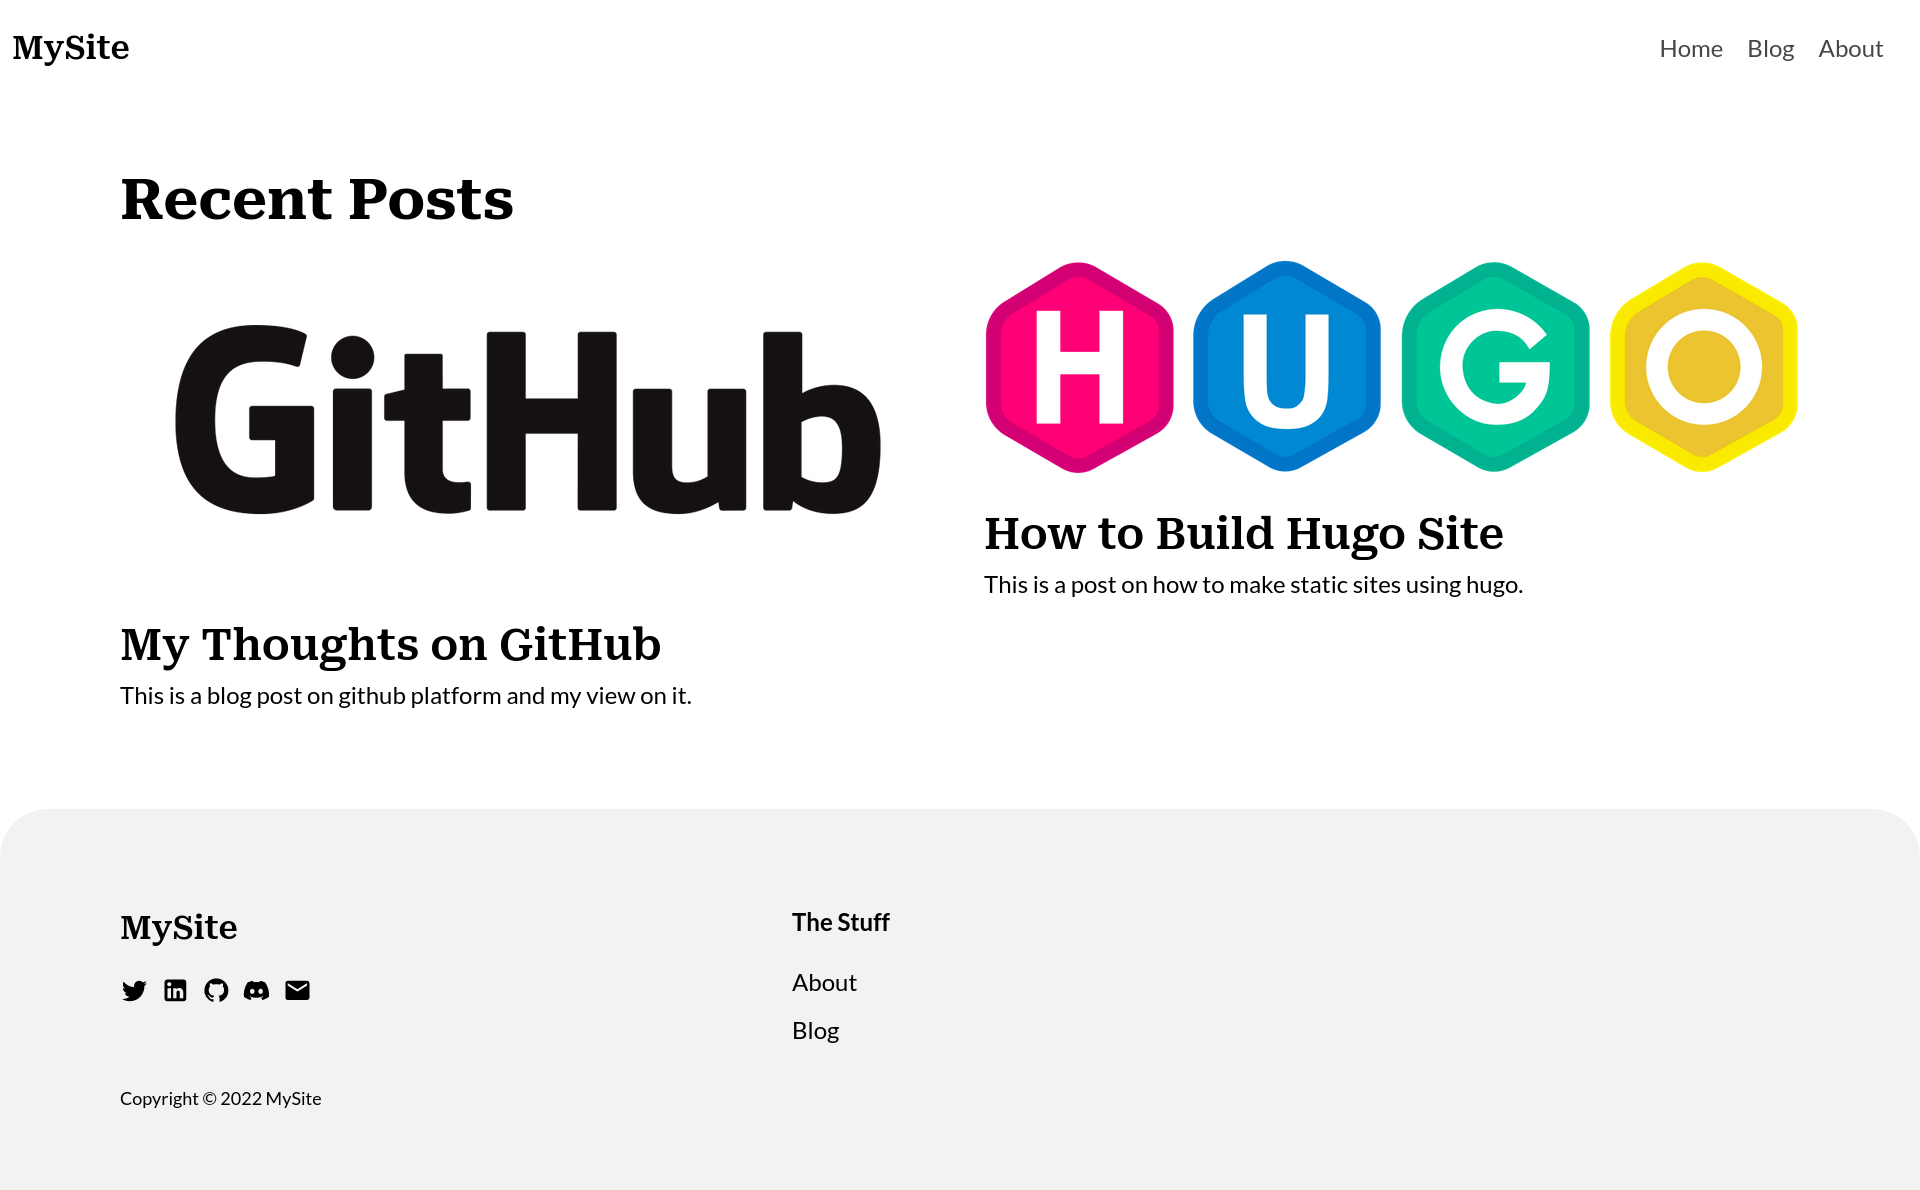 MySite
Home Blog About
Recent Posts
GitHub
My Thoughts on GitHub
This is a blog post on github platform and my view on it.
HUGO
How to Build Hugo Site
This is a post on how to make static sites using hugo.
MySite
in
The Stuff
About
Blog
Copyright © 2022 MySite